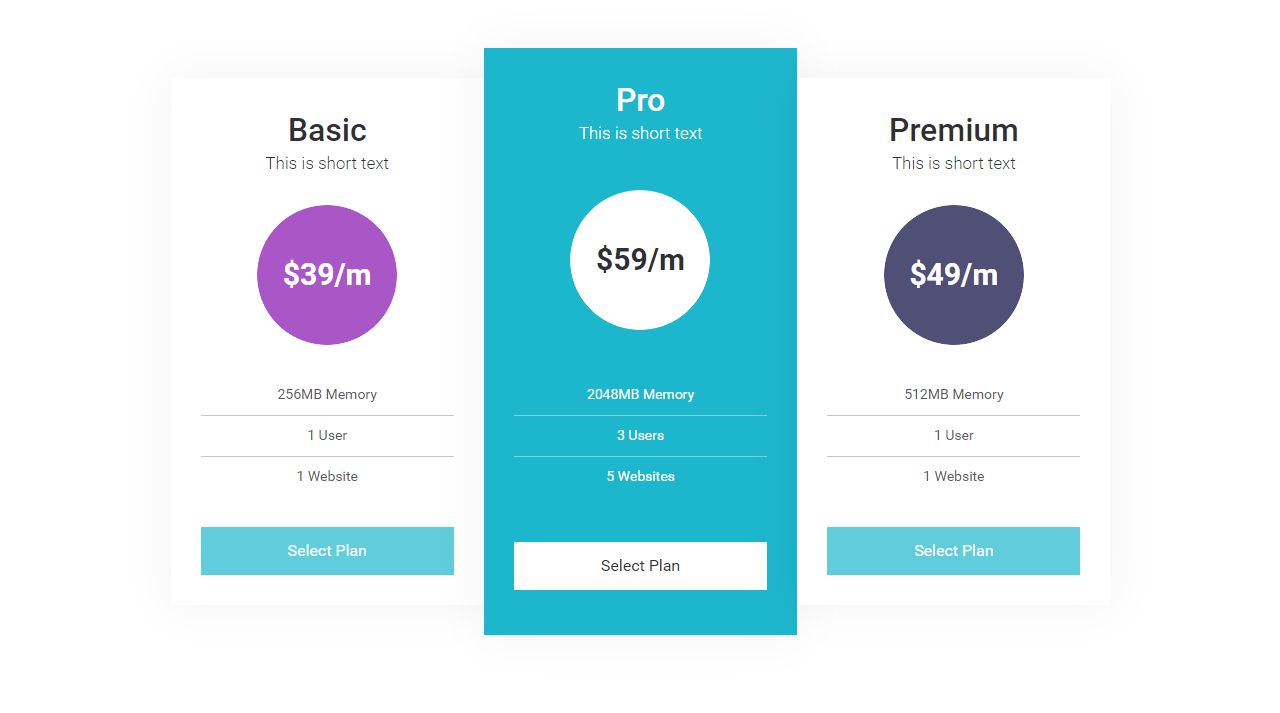 Basic
This is short text
$39/m
256MB Memory
1 User
1 Website
Select Plan
Pro
This is short text
$59/m
2048MB Memory
3 Users
5 Websites
Select Plan
Premium
This is short text
$49/m
512MB Memory
1 User
1 Website
Select Plan